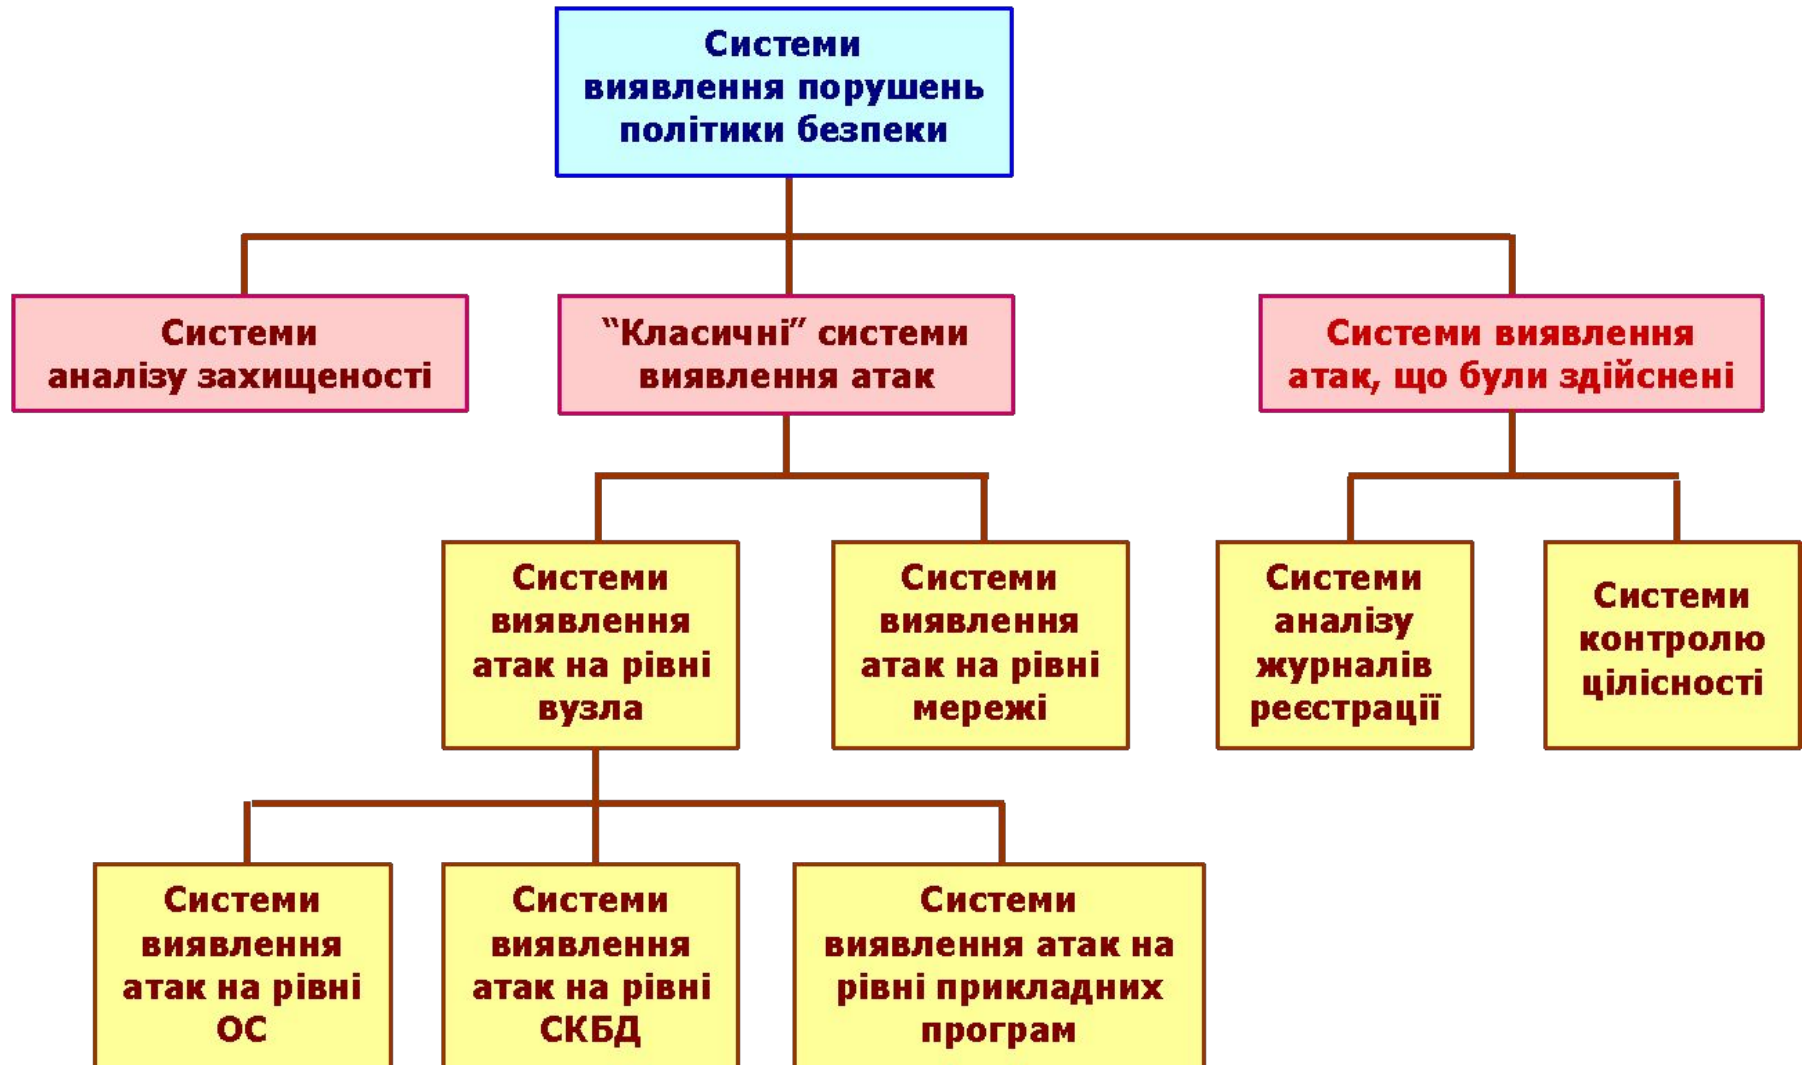 Системи
виявлення порушень
політики безпеки
Системи
аналізу захищеності
“Класичні” системи
виявлення атак
Системи виявлення
атак, що були здійснені
Системи
виявлення
атак на рівні
вузла
Системи
виявлення
атак на рівні
мережі
Системи
аналізу
журналів
реєстрації
Системи
контролю
цілісності
Системи
виявлення
атак на рівні
ОС
Системи
виявлення
атак на рівні
СКБД
Системи
виявлення атак на
рівні прикладних
програм